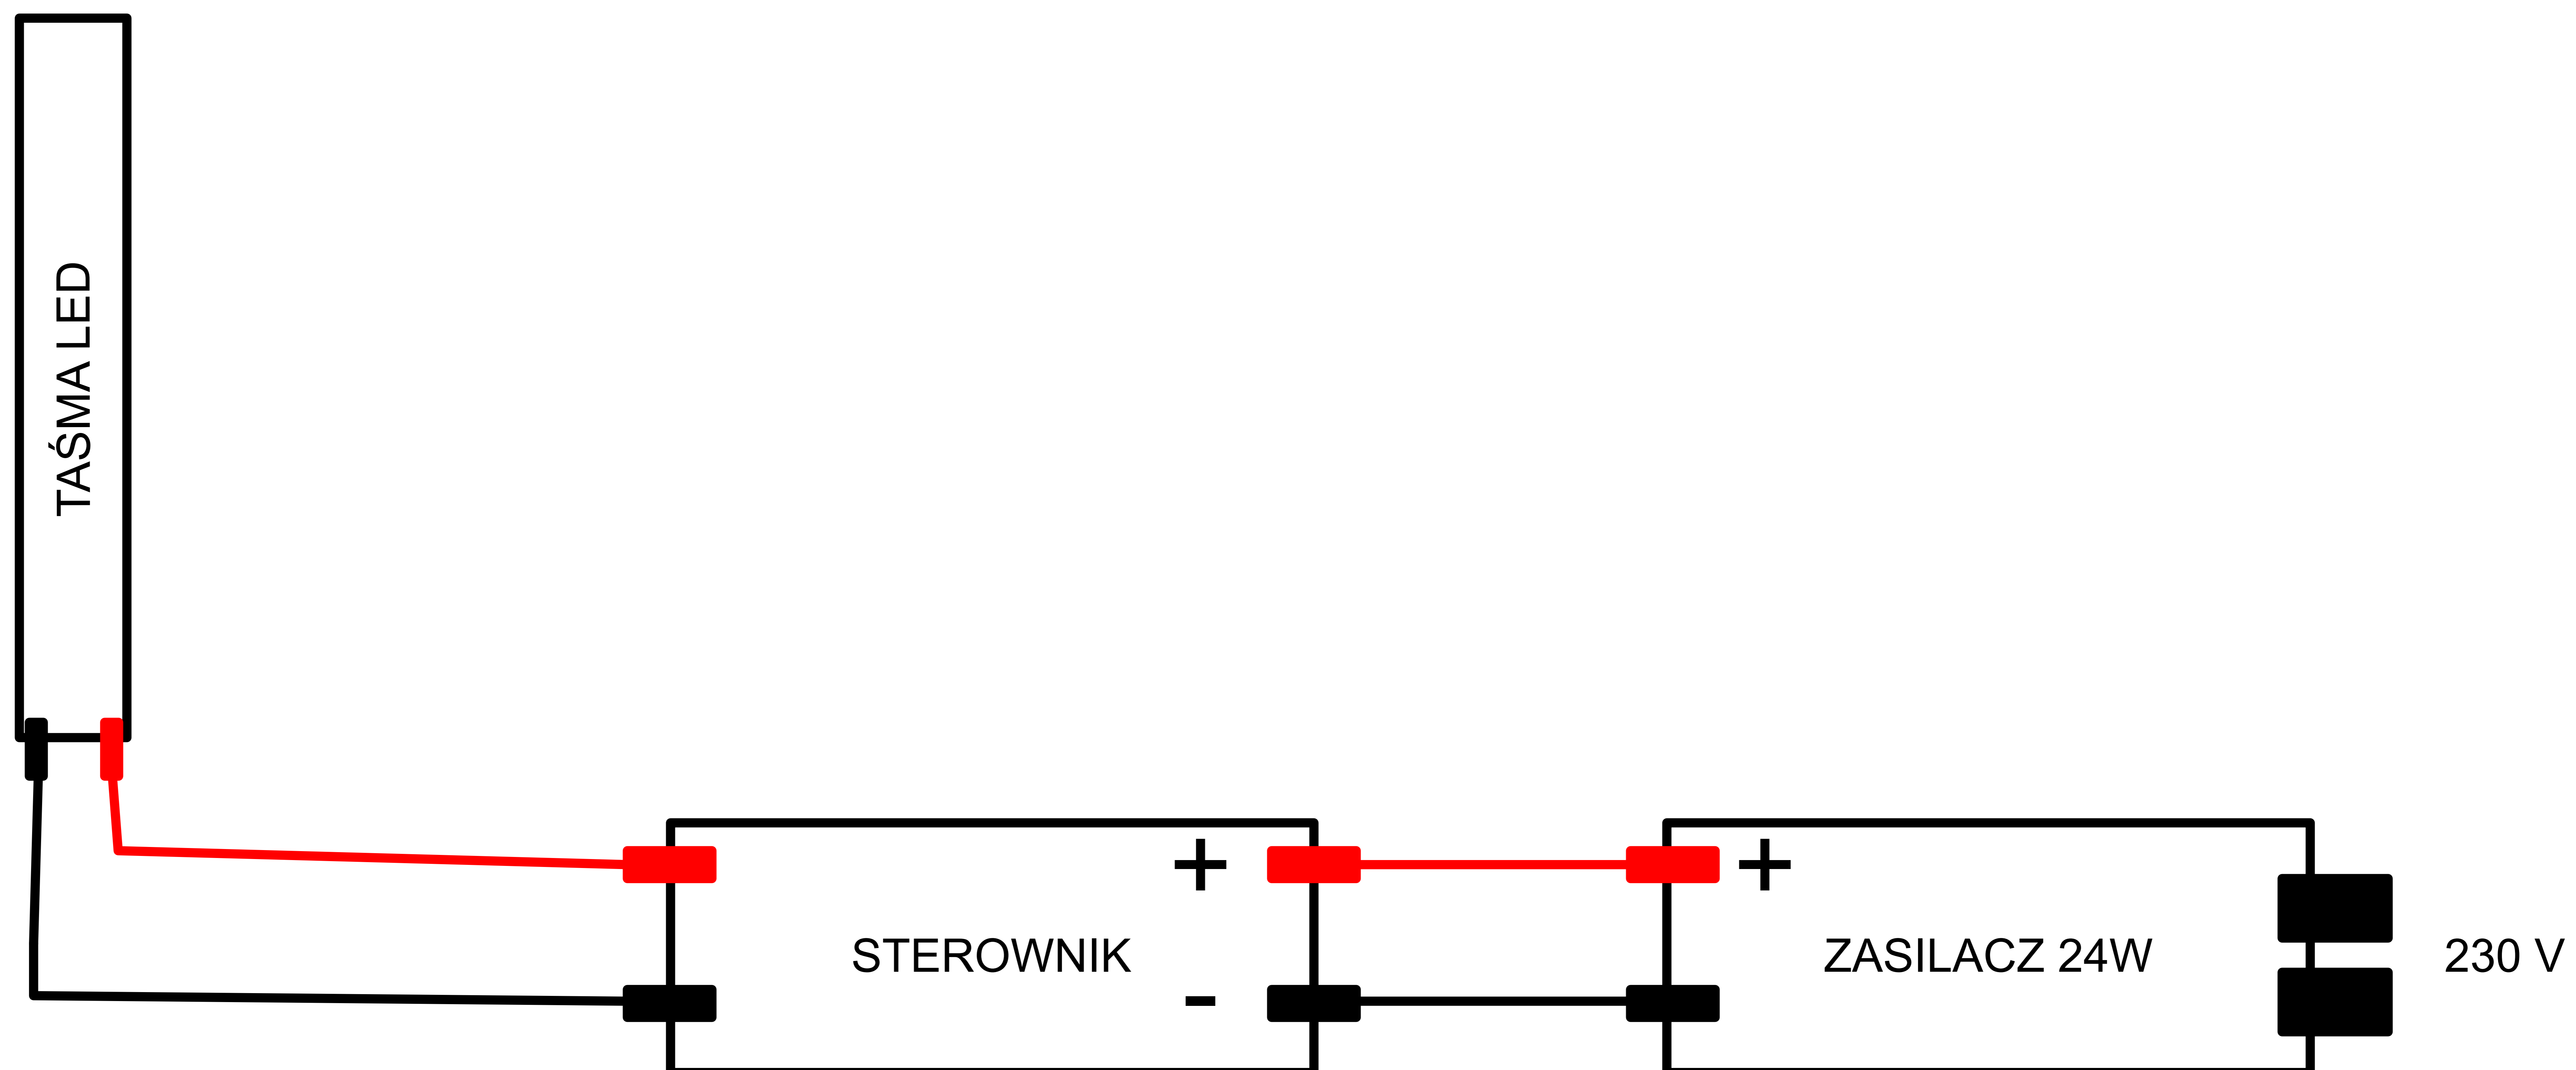 TAŚMA LED
+
+
STEROWNIK
ZASILACZ 24W
230 V
-